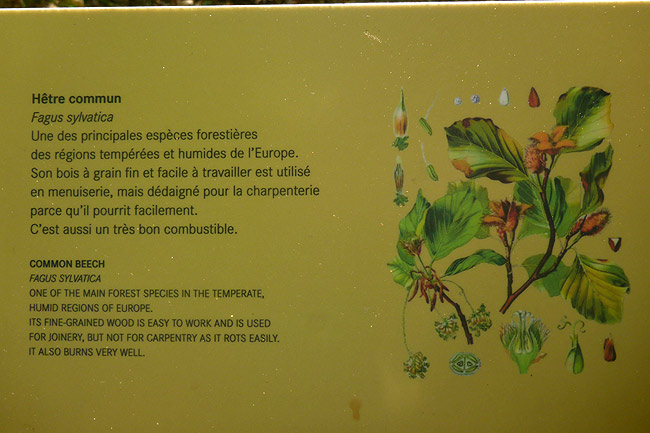 Hêtre commun
Fagus sylvatica
Une des principales espèces forestières
des régions tempérées et humides de l'Europe.
Son bois à grain fin et facile à travailler est utilisé
en menuiserie, mais dédaigné pour la charpenterie
parce qu'il pourrit facilement.
C'est aussi un très bon combustible.
COMMON BEECH
FAGUS SYLVATICA
ONE OF THE MAIN FOREST SPECIES IN THE TEMPERATE,
HUMID REGIONS OF EUROPE.
ITS FINE-GRAINED WOOD IS EASY TO WORK AND IS USED
FOR JOINERY, BUT NOT FOR CARPENTRY AS IT ROTS EASILY.
IT ALSO BURNS VERY WELL.